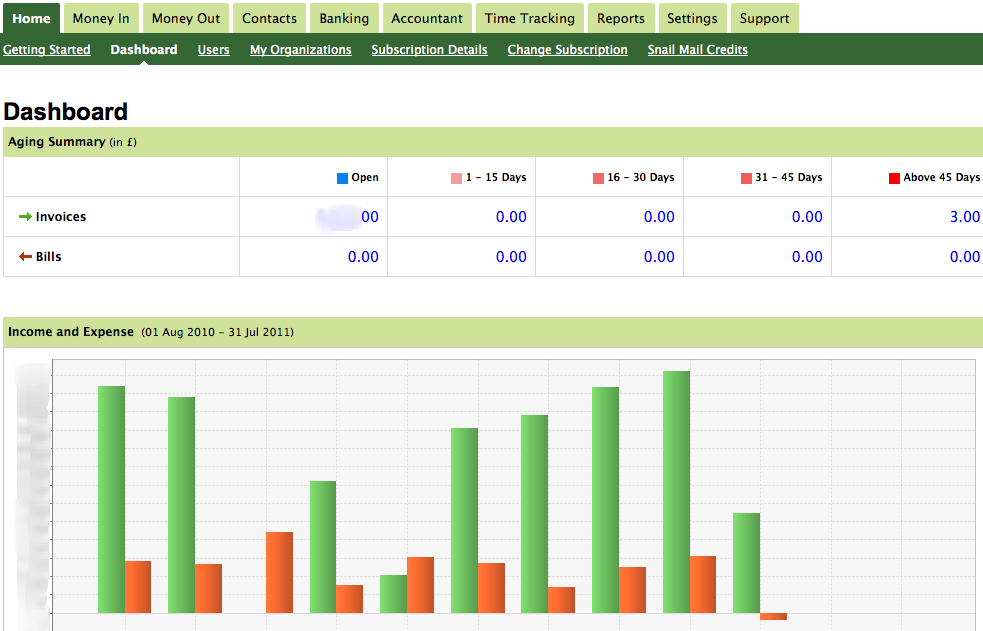 Home Money In Money Out Contacts Banking Accountant Time Tracking Reports Settings Support
Getting Started Dashboard Users My Organizations Subscription Details Change Subscription Snail Mail Credits
Dashboard
Aging Summary (in £)
Open 1 - 15 Days 16 - 30 Days 31 - 45 Days Above 45 Days
Invoices 00 0.00 0.00 0.00 3.00
Bills 0.00 0.00 0.00 0.00 0.00
Income and Expense (01 Aug 2010 - 31 Jul 2011)